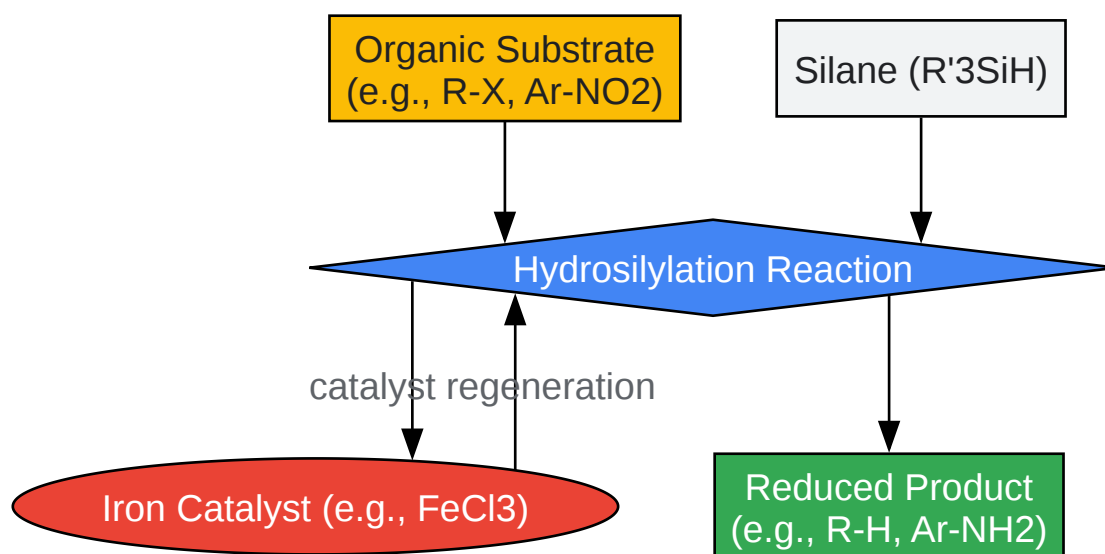 Organic Substrate
(e.g., R-X, Ar-NO2)
Silane (R'3SiH)
Hydrosilylation Reaction
catalyst regeneration
Iron Catalyst (e.g., FeCl3)
Reduced Product
(e.g., R-H, Ar-NH2)